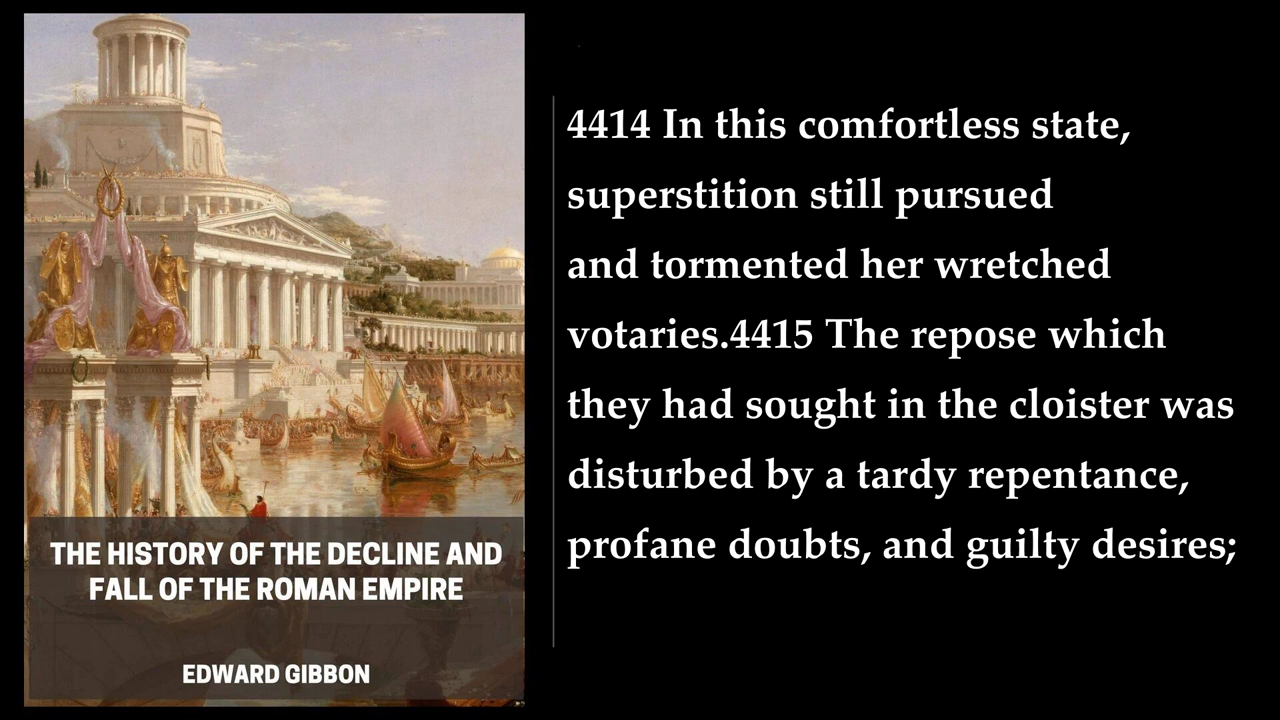 THE HISTORY OF THE DECLINE AND
FALL OF THE ROMAN EMPIRE
EDWARD GIBBON
4414 In this comfortless state,
superstition still pursued
and tormented her wretched
votaries.4415 The repose which
they had sought in the cloister was
disturbed by a tardy repentance,
profane doubts, and guilty desires;